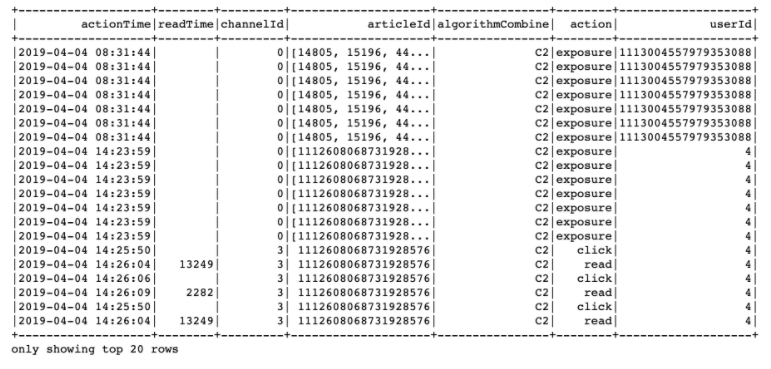 +-------------------+--------+---------+--------------------+----------------+--------+-------------------+
|         actionTime|readTime|channelId|           articleId|algorithmCombine|  action|             userId|
+-------------------+--------+---------+--------------------+----------------+--------+-------------------+
|2019-04-04 08:31:44|        |        0|[14805, 15196, 44...|              C2|exposure|1113004557979353088|
|2019-04-04 08:31:44|        |        0|[14805, 15196, 44...|              C2|exposure|1113004557979353088|
|2019-04-04 08:31:44|        |        0|[14805, 15196, 44...|              C2|exposure|1113004557979353088|
|2019-04-04 08:31:44|        |        0|[14805, 15196, 44...|              C2|exposure|1113004557979353088|
|2019-04-04 08:31:44|        |        0|[14805, 15196, 44...|              C2|exposure|1113004557979353088|
|2019-04-04 08:31:44|        |        0|[14805, 15196, 44...|              C2|exposure|1113004557979353088|
|2019-04-04 08:31:44|        |        0|[14805, 15196, 44...|              C2|exposure|1113004557979353088|
|2019-04-04 14:23:59|        |        0|[1112608068731928...|              C2|exposure|                  4|
|2019-04-04 14:23:59|        |        0|[1112608068731928...|              C2|exposure|                  4|
|2019-04-04 14:23:59|        |        0|[1112608068731928...|              C2|exposure|                  4|
|2019-04-04 14:23:59|        |        0|[1112608068731928...|              C2|exposure|                  4|
|2019-04-04 14:23:59|        |        0|[1112608068731928...|              C2|exposure|                  4|
|2019-04-04 14:23:59|        |        0|[1112608068731928...|              C2|exposure|                  4|
|2019-04-04 14:23:59|        |        0|[1112608068731928...|              C2|exposure|                  4|
|2019-04-04 14:25:50|        |        3| 1112608068731928576|              C2|   click|                  4|
|2019-04-04 14:26:04|   13249|        3| 1112608068731928576|              C2|    read|                  4|
|2019-04-04 14:26:06|        |        3| 1112608068731928576|              C2|   click|                  4|
|2019-04-04 14:26:09|    2282|        3| 1112608068731928576|              C2|    read|                  4|
|2019-04-04 14:25:50|        |        3| 1112608068731928576|              C2|   click|                  4|
|2019-04-04 14:26:04|   13249|        3| 1112608068731928576|              C2|    read|                  4|
+-------------------+--------+---------+--------------------+----------------+--------+-------------------+
only showing top 20 rows